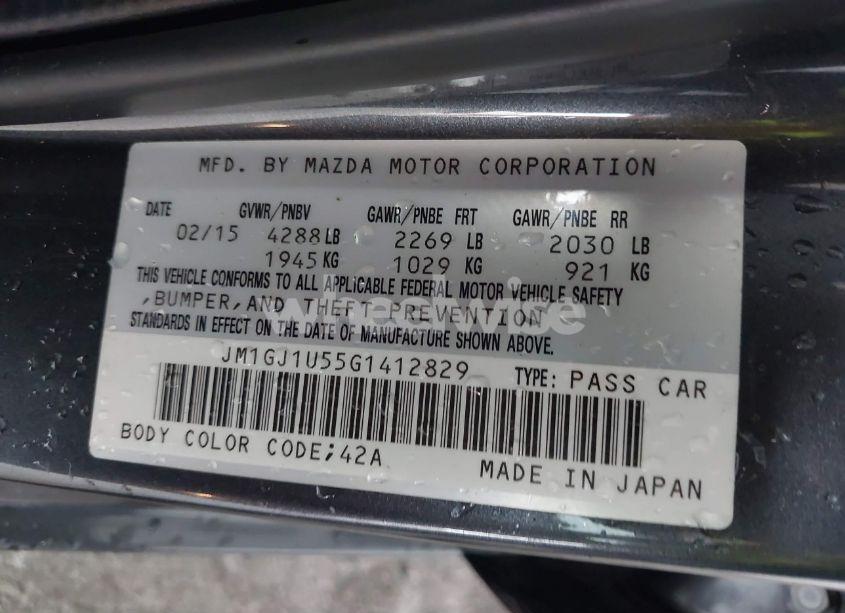 MFD. BY MAZDA MOTOR CORPORATION
DATE GVWR/PNBV GAWR/PNBE FRT GAWR/PNBE RR
02/15 4288 LB 2269 LB 2030 LB
1945 KG 1029 KG 921 KG
THIS VEHICLE CONFORMS TO ALL APPLICABLE FEDERAL MOTOR VEHICLE SAFETY
,BUMPER,AND THEFT PREVENTION
wheelwise
STANDARDS IN EFFECT ON THE DATE OF MANUFACTURE SHOWN ABOVE.
JM1GJ1U55G1412829 TYPE: PASS CAR
BODY COLOR CODE;42A
MADE IN JAPAN